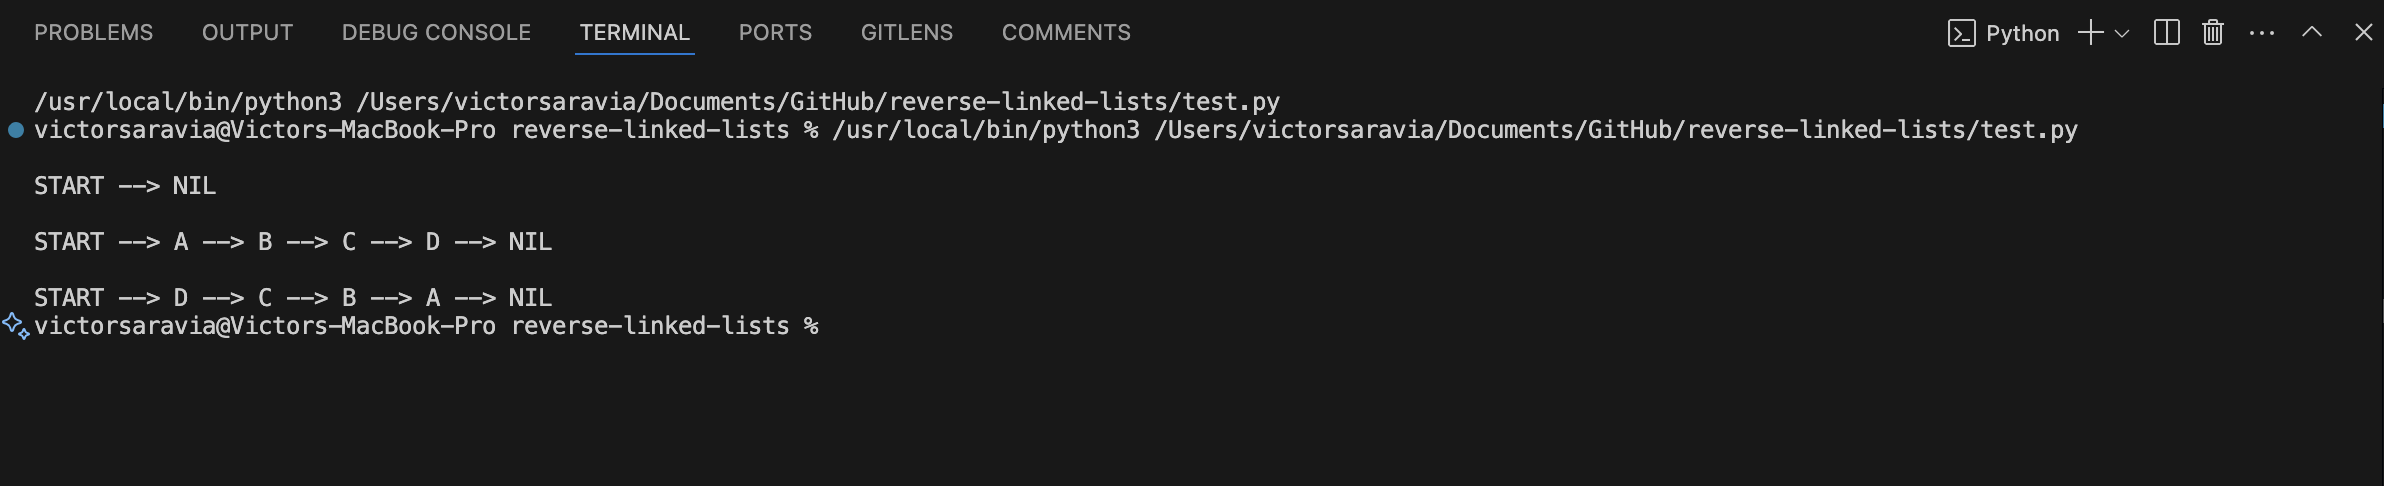 PROBLEMS OUTPUT DEBUG CONSOLE TERMINAL PORTS GITLENS COMMENTS Python
/usr/local/bin/python3 /Users/victorsaravia/Documents/GitHub/reverse-linked-lists/test.py
victorsaravia@Victors-MacBook-Pro reverse-linked-lists % /usr/local/bin/python3 /Users/victorsaravia/Documents/GitHub/reverse-linked-lists/test.py
START --> NIL
START --> A --> B --> C --> D --> NIL
START --> D --> C --> B --> A --> NIL
victorsaravia@Victors-MacBook-Pro reverse-linked-lists %